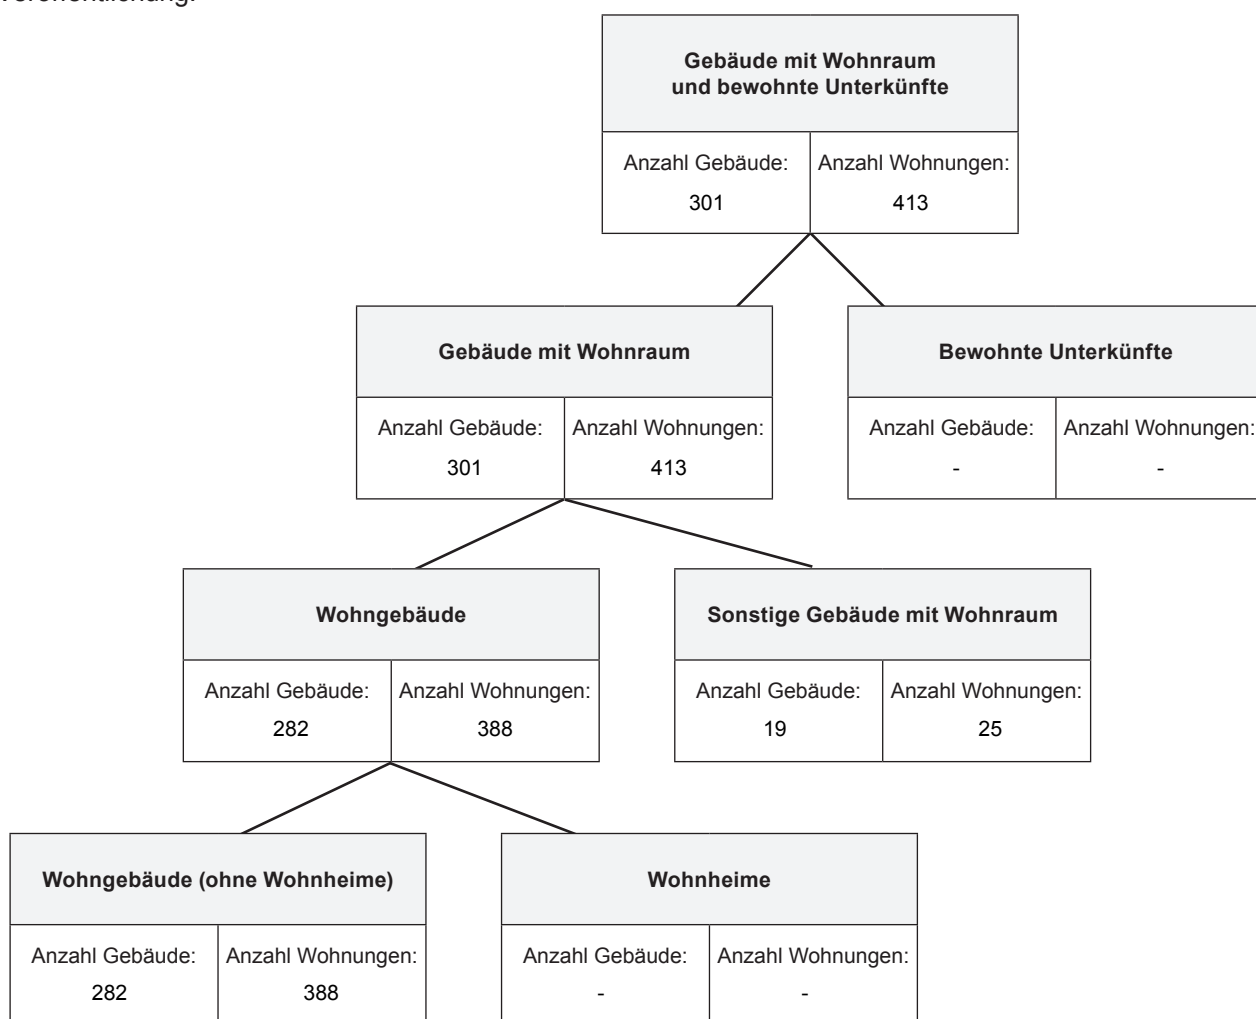 Veröffentlichung.
Gebäude mit Wohnraum
und bewohnte Unterkünfte
Anzahl Gebäude: Anzahl Wohnungen:
301 413
Gebäude mit Wohnraum
Bewohnte Unterkünfte
Anzahl Gebäude: Anzahl Wohnungen:
301 413
Anzahl Gebäude: Anzahl Wohnungen:
- -
Wohngebäude
Sonstige Gebäude mit Wohnraum
Anzahl Gebäude: Anzahl Wohnungen:
282 388
Anzahl Gebäude: Anzahl Wohnungen:
19 25
Wohngebäude (ohne Wohnheime)
Wohnheime
Anzahl Gebäude: Anzahl Wohnungen:
282 388
Anzahl Gebäude: Anzahl Wohnungen:
- -